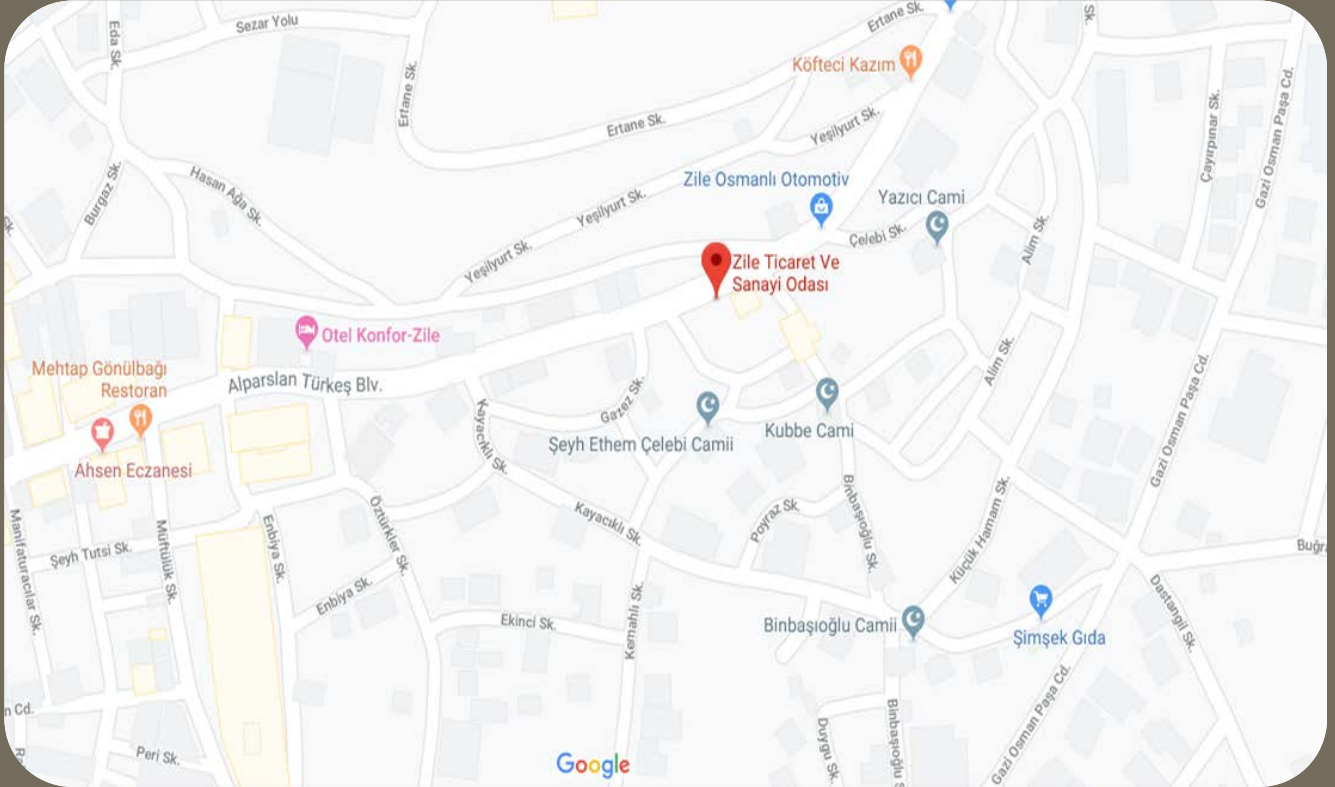 Sezar Yolu
Eda Sk.
Ertane Sk.
Ertane Sk.
Ertane Sk.
Köfteci Kazım
Sk.
Çayırpınar Sk.
Gazi Osman Paşa Cd.
Burgaz Sk.
Hasan Ağa Sk.
Yeşilyurt Sk.
Yeşilyurt Sk.
Yeşilyurt Sk.
Zile Osmanlı Otomotiv
Yazıcı Cami
Çelebi Sk.
Alim Sk.
Sk.
Zile Ticaret Ve
Sanayi Odası
Otel Konfor-Zile
Mehtap Gönülbağı
Restoran
Alparslan Türkeş Blv.
Ahsen Eczanesi
Kayacıklı Sk.
Gazez Sk.
Şeyh Ethem Çelebi Camii
Kubbe Cami
Alim Sk.
Gazi Osman Paşa Cd.
Manifaturacılar Sk.
Şeyh Tutsi Sk.
Müftülük Sk.
Enbiya Sk.
Öztürkler Sk.
Enbiya Sk.
Kayacıklı Sk.
Poyraz Sk.
Binbaşıoğlu Sk.
Küçük Hamam Sk.
Buğra
Ekinci Sk.
Kemahlı Sk.
Binbaşıoğlu Camii
Şimşek Gıda
Dastangil Sk.
n Cd.
Peri Sk.
Google
Duygu Sk.
Binbaşıoğlu S
Gazi Osman Paşa Cd.